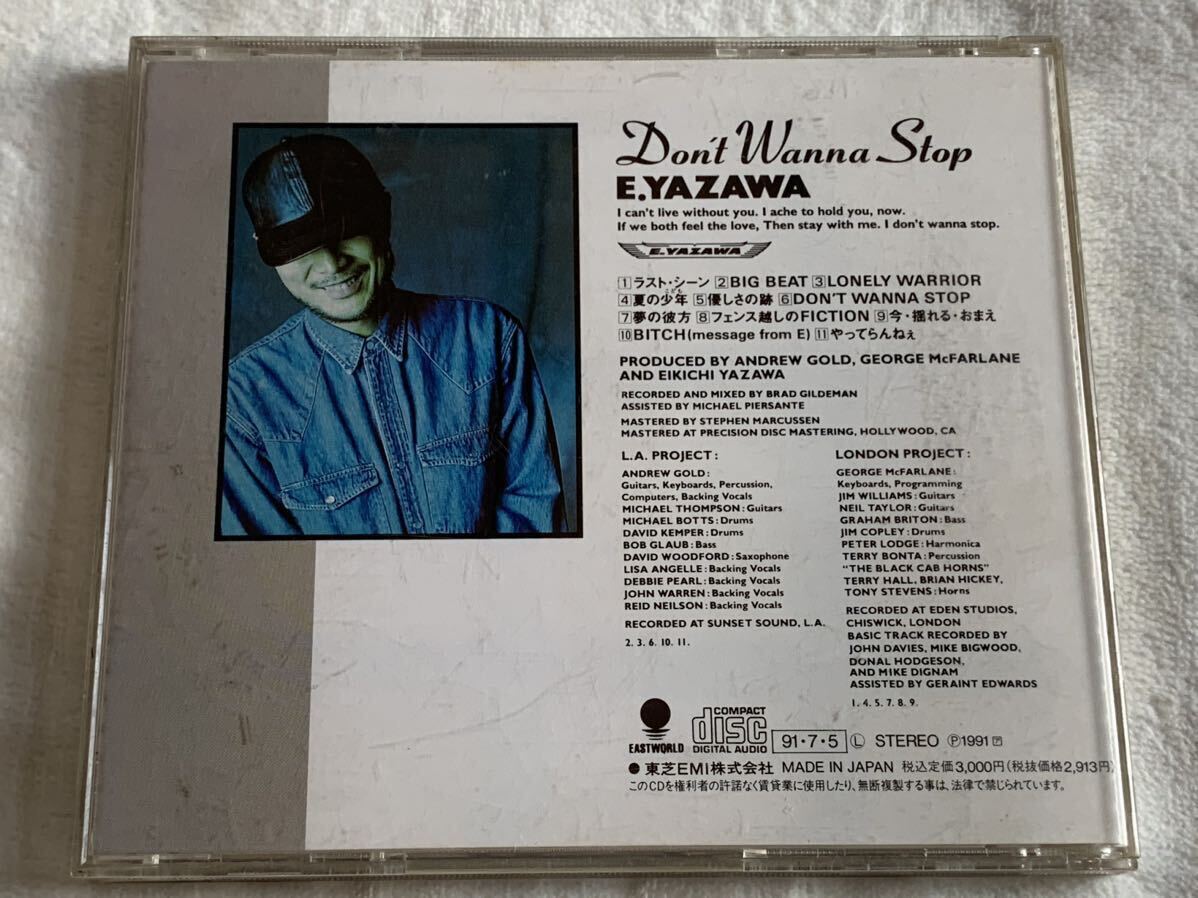 Don't Wanna Stop
E.YAZAWA
I can't live without you. I ache to hold you, now.
If we both feel the love, Then stay with me. I don't wanna stop.
E.YAZAWA
1 ラスト・シーン 2 BIG BEAT 3 LONELY WARRIOR
4 夏の少年 5 優しさの跡 6 DON'T WANNA STOP
こども
7 夢の彼方 8 フェンス越しのFICTION 9 今・揺れる・おまえ
10 BITCH (message from E) 11 やってらんねぇ
PRODUCED BY ANDREW GOLD, GEORGE McFARLANE
AND EIKICHI YAZAWA
RECORDED AND MIXED BY BRAD GILDEMAN
ASSISTED BY MICHAEL PIERSANTE
MASTERED BY STEPHEN MARCUSSEN
MASTERED AT PRECISION DISC MASTERING, HOLLYWOOD, CA
L.A. PROJECT:
ANDREW GOLD:
Guitars, Keyboards, Percussion,
Computers, Backing Vocals
MICHAEL THOMPSON: Guitars
MICHAEL BOTTS: Drums
DAVID KEMPER: Drums
BOB GLAUB: Bass
DAVID WOODFORD: Saxophone
LISA ANGELLE: Backing Vocals
DEBBIE PEARL: Backing Vocals
JOHN WARREN: Backing Vocals
REID NEILSON: Backing Vocals
RECORDED AT SUNSET SOUND, L.A.
2. 3. 6. 10. 11.
LONDON PROJECT:
GEORGE McFARLANE:
Keyboards, Programming
JIM WILLIAMS: Guitars
NEIL TAYLOR: Guitars
GRAHAM BRITON: Bass
JIM COPLEY: Drums
PETER LODGE: Harmonica
TERRY BONTA: Percussion
"THE BLACK CAB HORNS"
TERRY HALL, BRIAN HICKEY,
TONY STEVENS: Horns
RECORDED AT EDEN STUDIOS,
CHISWICK, LONDON
BASIC TRACK RECORDED BY
JOHN DAVIES, MIKE BIGWOOD,
DONAL HODGESON,
AND MIKE DIGNAM
ASSISTED BY GERAINT EDWARDS
1. 4. 5. 7. 8. 9.
EASTWORLD
COMPACT disc DIGITAL AUDIO
91・7・5 Ⓛ STEREO Ⓟ1991 ア
● 東芝EMI株式会社 MADE IN JAPAN 税込定価3,000円(税抜価格2,913円)
このCDを権利者の許諾なく賃貸業に使用したり、無断複製する事は、法律で禁じられています。